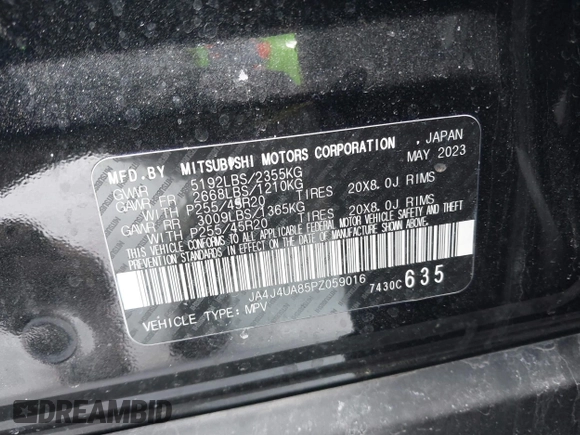 MFD.BY MITSUBISHI MOTORS CORPORATION , JAPAN
GVWR 5192LBS/2355KG MAY 2023
GAWR FR 2668LBS/1210KG
WITH P255/45R20 TIRES 20X8.0J RIMS
GAWR RR 3009LBS/1365KG
WITH P255/45R20 TIRES 20X8.0J RIMS
THIS VEHICLE CONFORMS TO ALL APPLICABLE FEDERAL MOTOR VEHICLE SAFETY AND THEFT
PREVENTION STANDARDS IN EFFECT ON THE DATE OF MANUFACTURE SHOWN ABOVE.
JA4J4UA85PZ059016
7430C 635
VEHICLE TYPE: MPV
DREAMBID